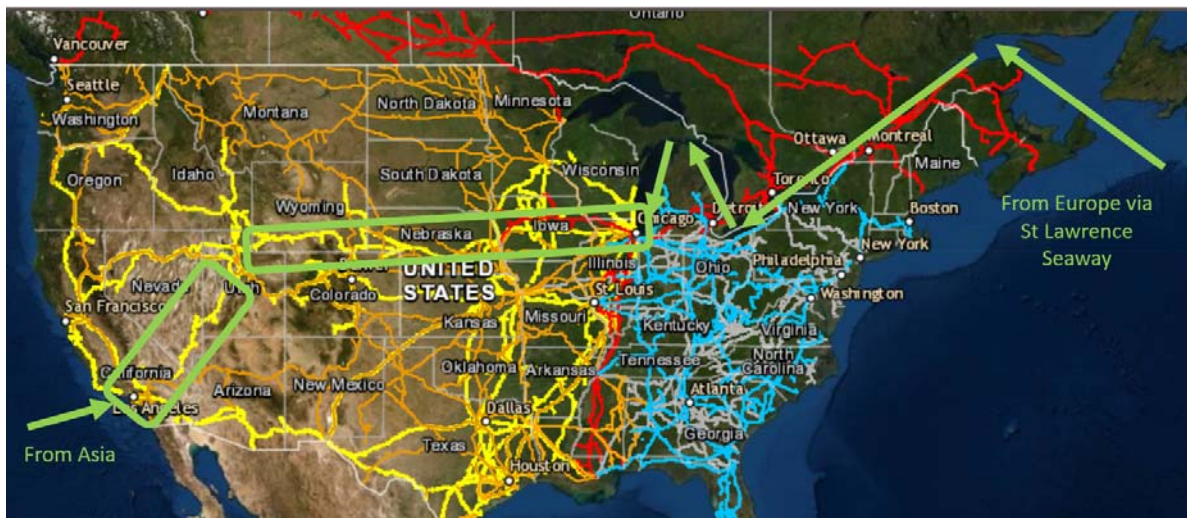 Ontario
Vancouver
Seattle
Washington
Montana
North Dakota
Minnesota
Ottawa
Montreal
Maine
Oregon
Idaho
South Dakota
Wisconsin
Toronto
Wyoming
Detroit
New York
Boston
From Europe via
St Lawrence
Seaway
Nebraska
Iowa
Chicago
New York
Nevada
Utah
Denver
UNITED
STATES
Illinois
Ohio
Philadelphia
San Francisco
Colorado
St Louis
Washington
Kansas
Missouri
Kentucky
Virginia
California
Arizona
New Mexico
Oklahoma
Arkansas
Tennessee
North
Carolina
Los Angeles
Atlanta
Dallas
Georgia
From Asia
Texas
Houston